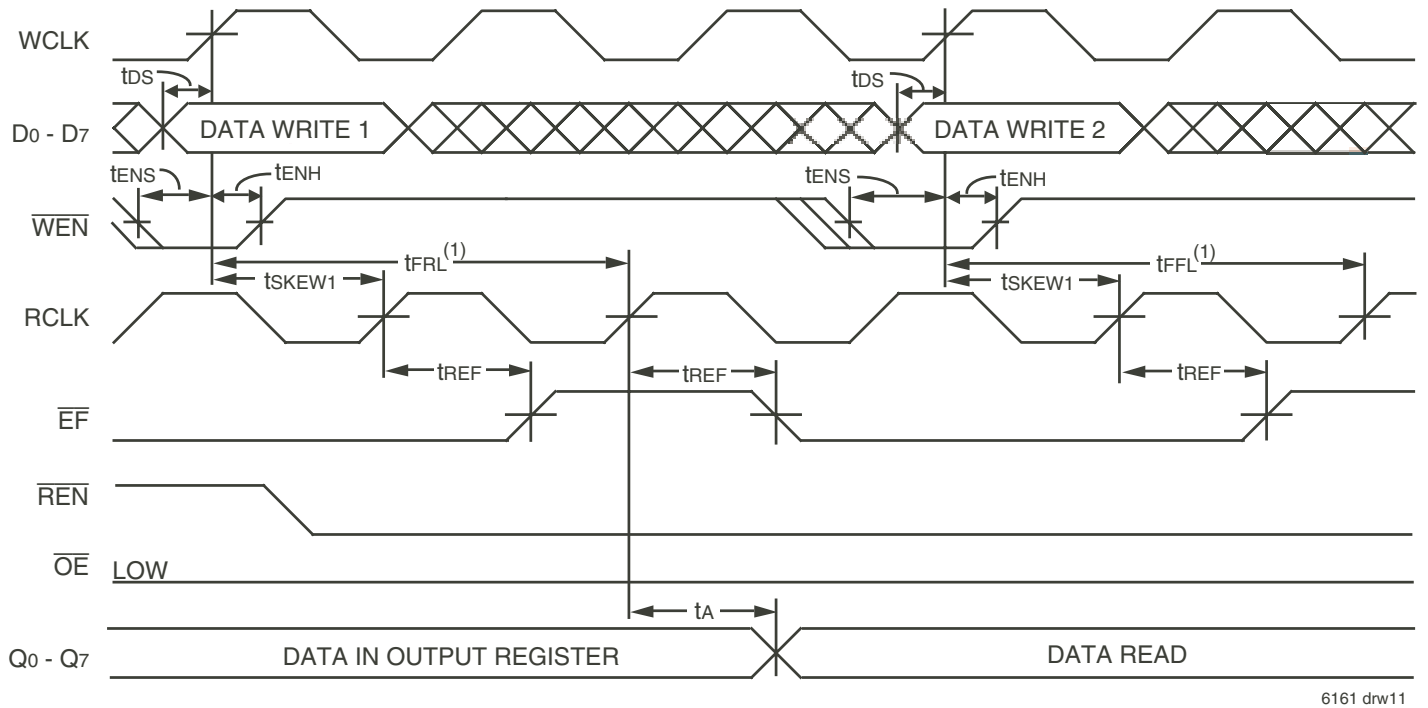 WCLK
tDS
tDS
D0 - D7
DATA WRITE 1
DATA WRITE 2
tENS
tENH
tENS
tENH
WEN
tFRL(1)
tFFL(1)
tSKEW1
tSKEW1
RCLK
tREF
tREF
tREF
EF
REN
OE
LOW
tA
Q0 - Q7
DATA IN OUTPUT REGISTER
DATA READ
6161 drw11